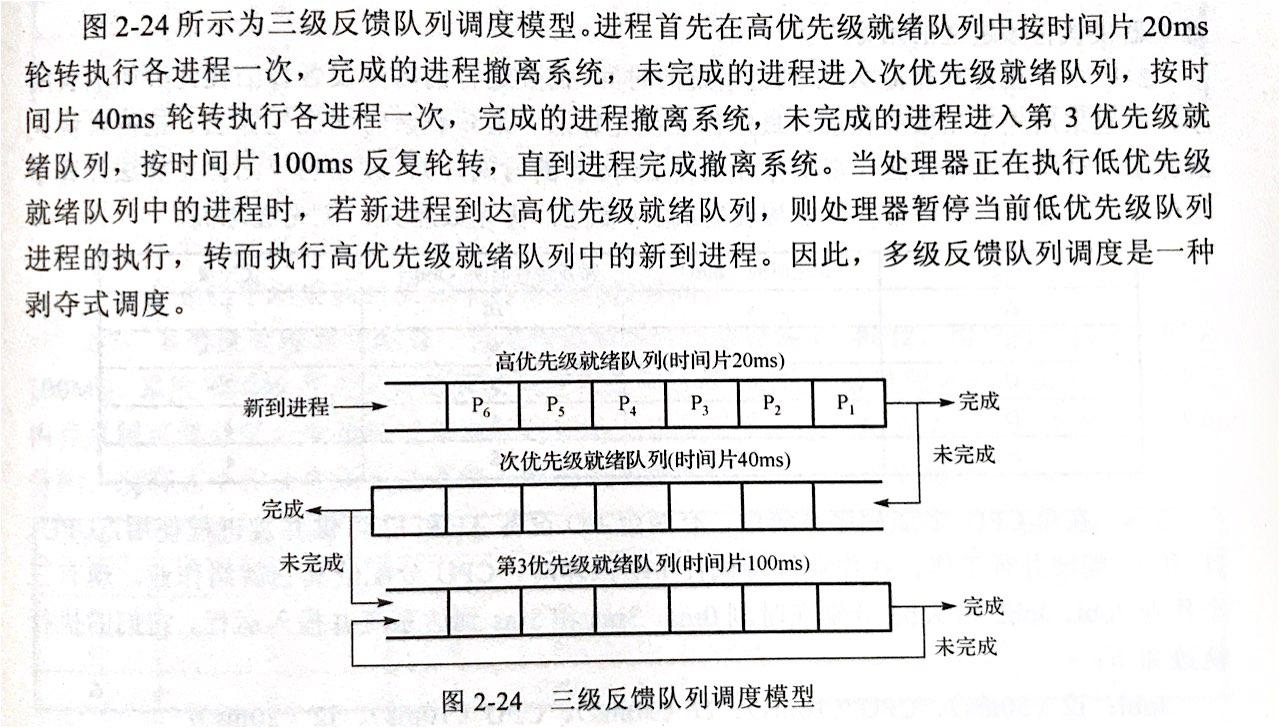 图 2-24 所示为三级反馈队列调度模型。进程首先在高优先级就绪队列中按时间片 20ms
轮转执行各进程一次，完成的进程撤离系统，未完成的进程进入次优先级就绪队列，按时
间片 40ms 轮转执行各进程一次，完成的进程撤离系统，未完成的进程进入第 3 优先级就
绪队列，按时间片 100ms 反复轮转，直到进程完成撤离系统。当处理器正在执行低优先级
就绪队列中的进程时，若新进程到达高优先级就绪队列，则处理器暂停当前低优先级队列
进程的执行，转而执行高优先级就绪队列中的新到进程。因此，多级反馈队列调度是一种
剥夺式调度。
高优先级就绪队列(时间片20ms)
新到进程 P6 P5 P4 P3 P2 P1 完成
未完成
次优先级就绪队列(时间片40ms)
完成
未完成
第3优先级就绪队列(时间片100ms)
完成
未完成
图 2-24 三级反馈队列调度模型